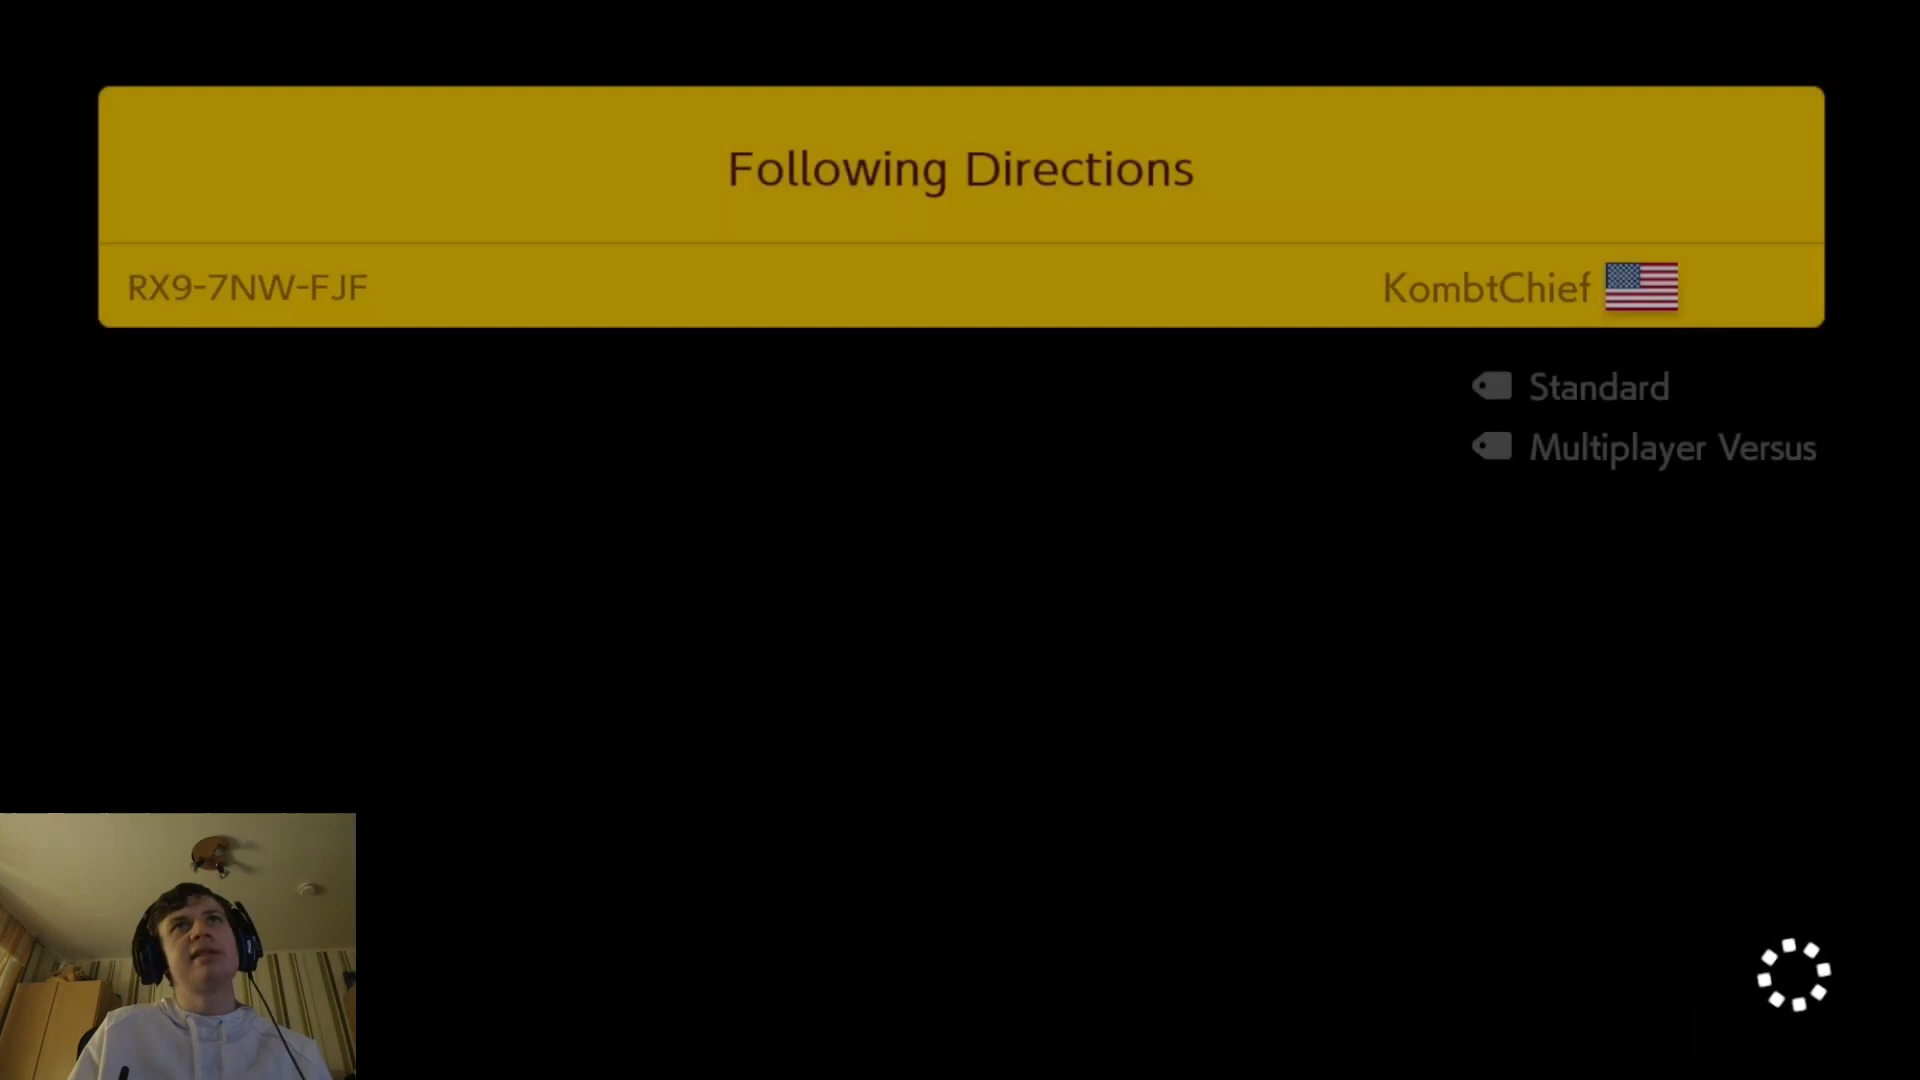 Following Directions
RX9-7NW-FJF
KombtChief
Standard
Multiplayer Versus